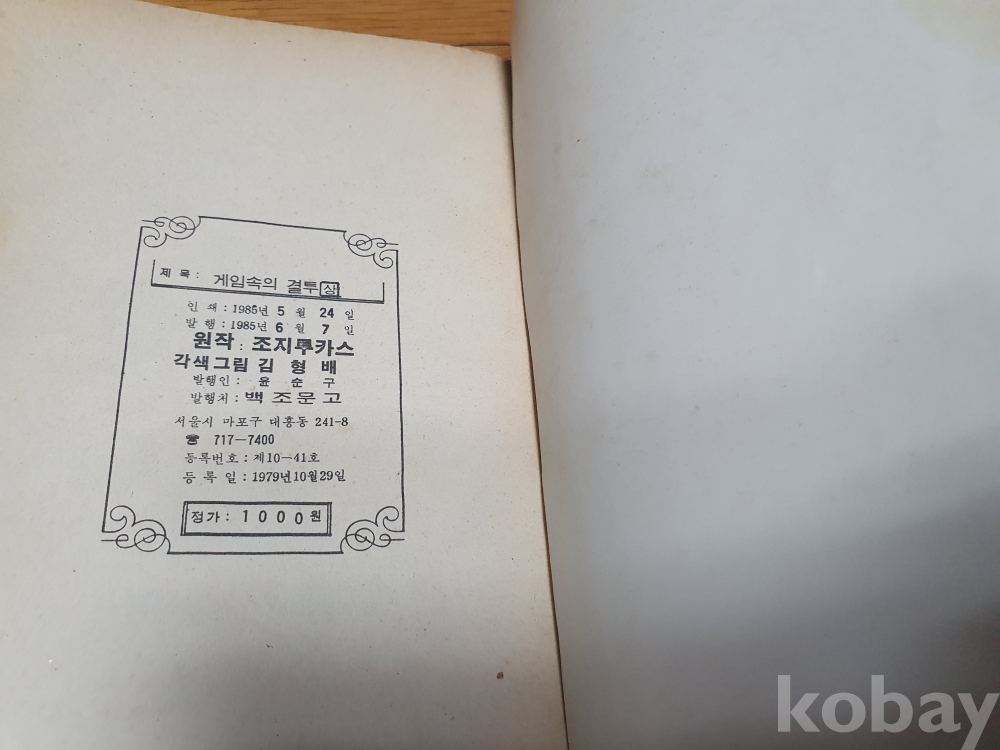 제 목 : 게임속의 결투 상
인 쇄 : 1985년 5 월 24 일
발 행 : 1985년 6 월 7 일
원작 : 조지루카스
각색그림 김 형 배
발행인 : 윤 순 구
발행처 : 백 조 문 고
서울시 마포구 대흥동 241-8
☎ 717-7400
등록번호 : 제10-41호
등 록 일 : 1979년10월29일
정가 : 1000원
kobay